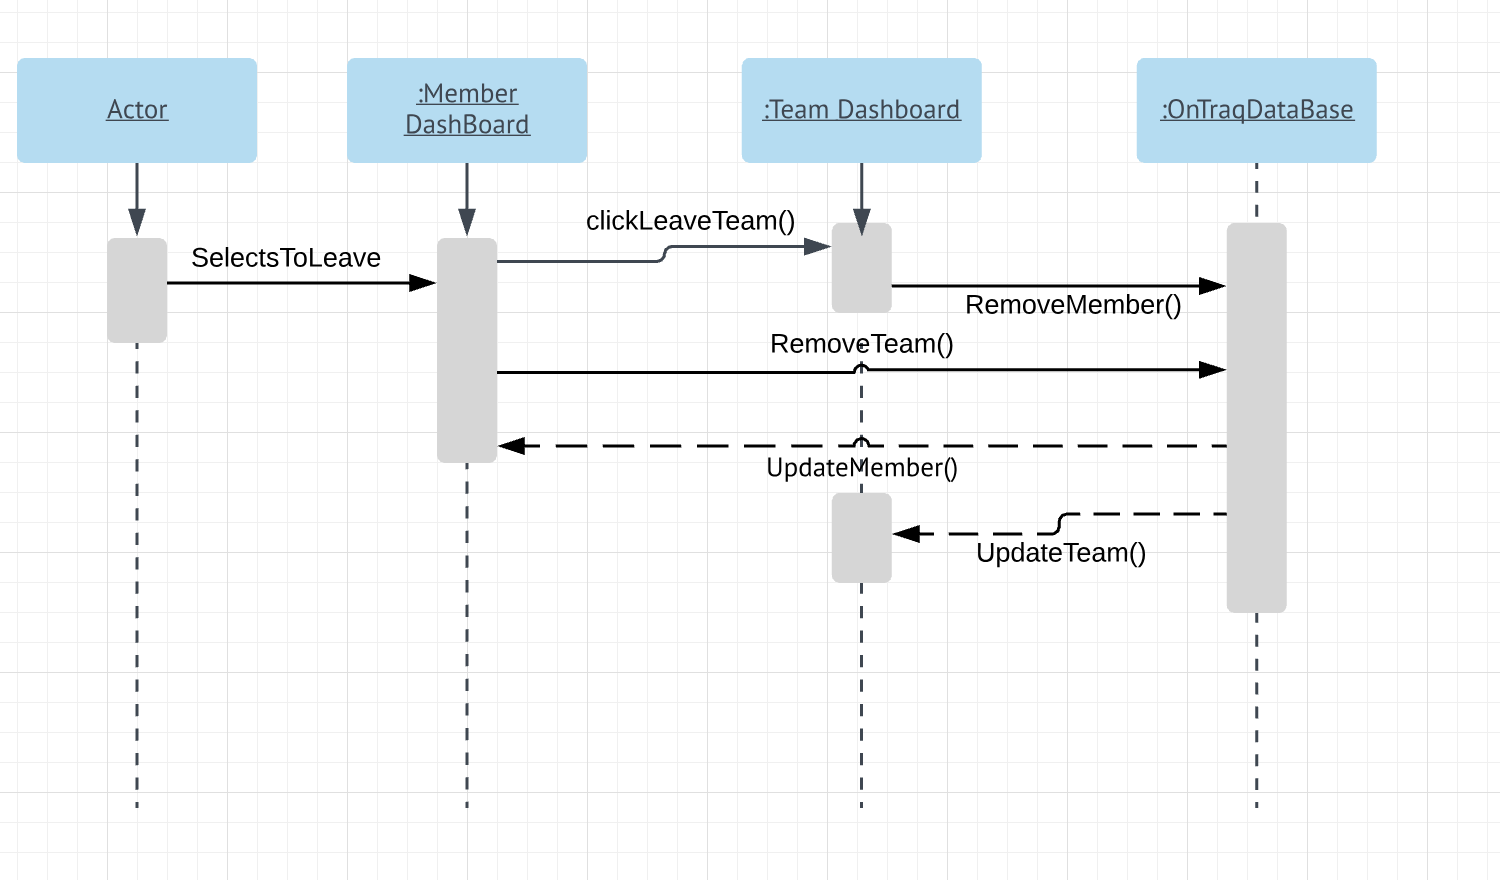 Actor
:Member
DashBoard
:Team Dashboard
:OnTraqDataBase
clickLeaveTeam()
SelectsToLeave
RemoveMember()
RemoveTeam()
UpdateMember()
UpdateTeam()